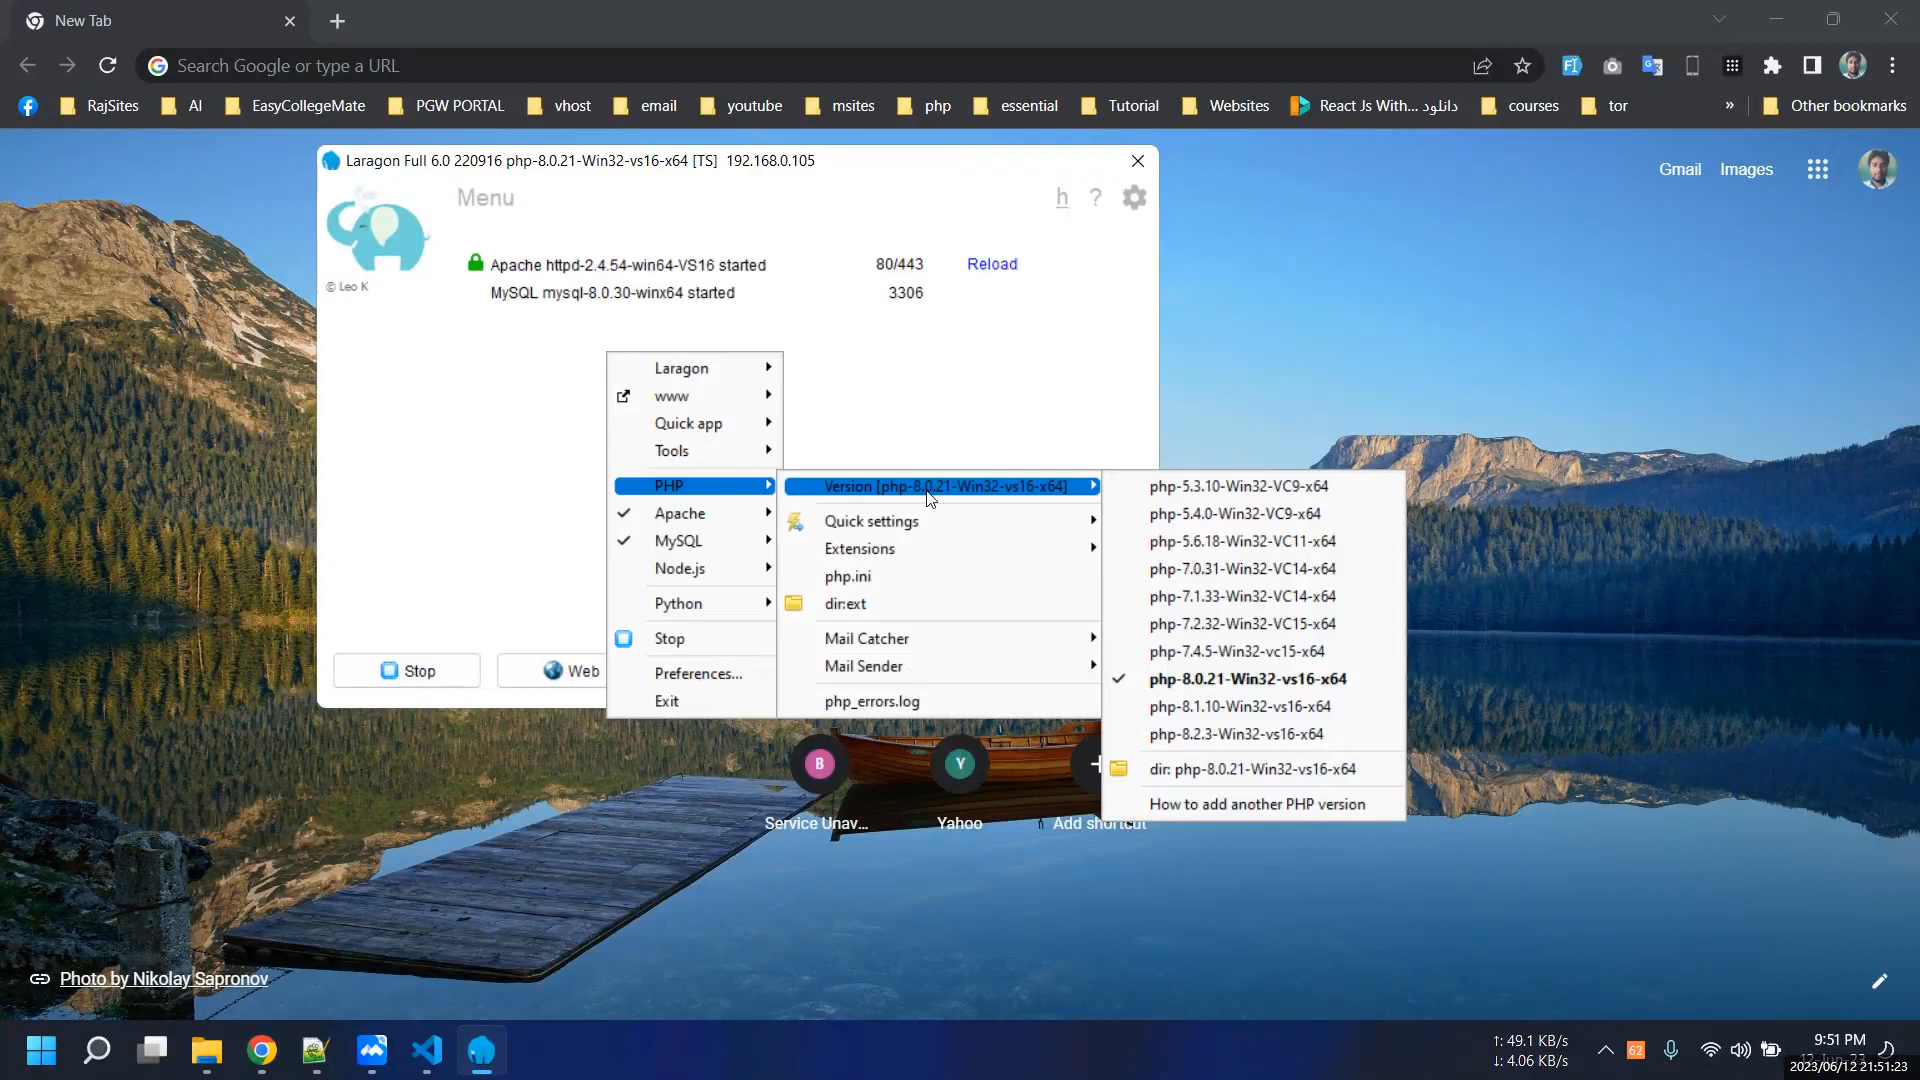 New Tab
Search Google or type a URL
RajSites
AI
EasyCollegeMate
PGW PORTAL
vhost
email
youtube
msites
php
essential
Tutorial
Websites
React Js With... دانلود
courses
tor
»
Other bookmarks
Laragon Full 6.0 220916 php-8.0.21-Win32-vs16-x64 [TS] 192.168.0.105
Gmail
Images
Menu
h
?
© Leo K
Apache httpd-2.4.54-win64-VS16 started
80/443
Reload
MySQL mysql-8.0.30-winx64 started
3306
Laragon
www
Quick app
Tools
PHP
Apache
MySQL
Node.js
Python
Stop
Preferences...
Exit
Version [php-8.0.21-Win32-vs16-x64]
Quick settings
Extensions
php.ini
dir:ext
Mail Catcher
Mail Sender
php_errors.log
php-5.3.10-Win32-VC9-x64
php-5.4.0-Win32-VC9-x64
php-5.6.18-Win32-VC11-x64
php-7.0.31-Win32-VC14-x64
php-7.1.33-Win32-VC14-x64
php-7.2.32-Win32-VC15-x64
php-7.4.5-Win32-vc15-x64
php-8.0.21-Win32-vs16-x64
php-8.1.10-Win32-vs16-x64
php-8.2.3-Win32-vs16-x64
dir: php-8.0.21-Win32-vs16-x64
How to add another PHP version
Stop
Web
B
Y
Service Unav...
Yahoo
Add shortcut
Photo by Nikolay Sapronov
↑: 49.1 KB/s
↓: 4.06 KB/s
62
9:51 PM
12-Jun-23
2023/06/12 21:51:23